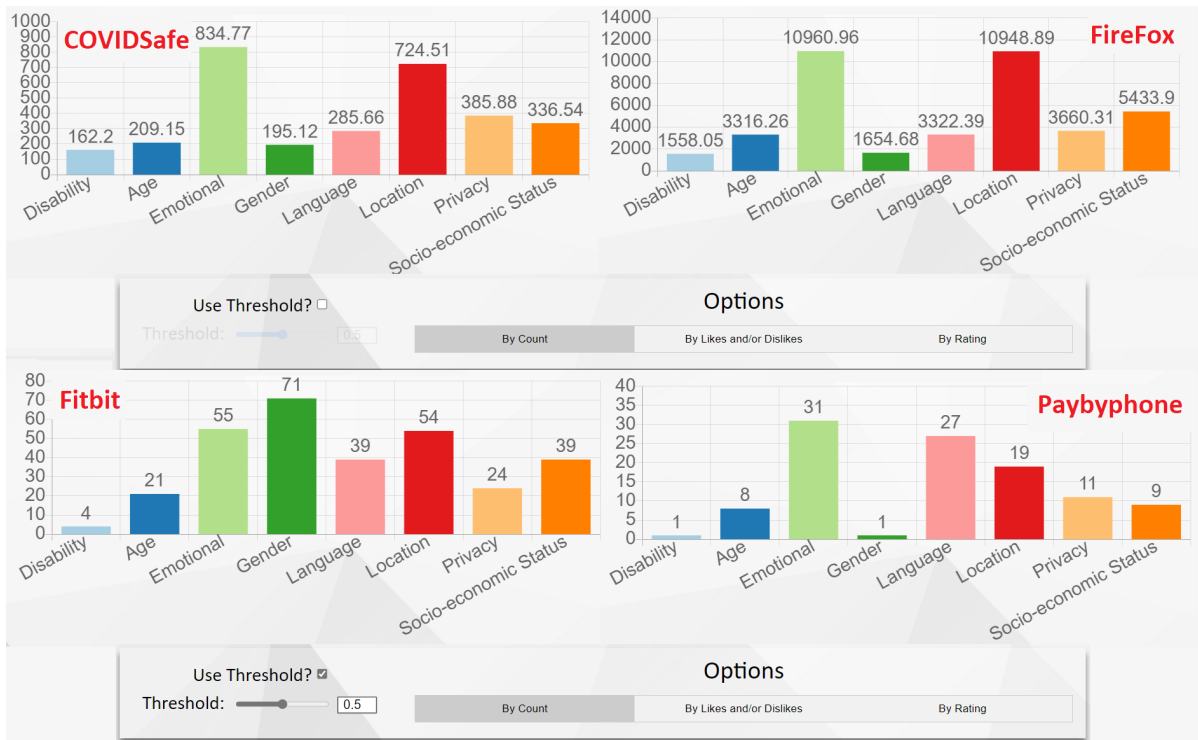 COVIDSafe
1000
900
800
700
600
500
400
300
200
100
0
162.2
209.15
834.77
195.12
285.66
724.51
385.88
336.54
Disability
Age
Emotional
Gender
Language
Location
Privacy
Socio-economic Status
FireFox
14000
12000
10000
8000
6000
4000
2000
0
1558.05
3316.26
10960.96
1654.68
3322.39
10948.89
3660.31
5433.9
Disability
Age
Emotional
Gender
Language
Location
Privacy
Socio-economic Status
Use Threshold?
Threshold: 0.5
Options
By Count
By Likes and/or Dislikes
By Rating
Fitbit
80
70
60
50
40
30
20
10
0
4
21
55
71
39
54
24
39
Disability
Age
Emotional
Gender
Language
Location
Privacy
Socio-economic Status
Paybyphone
40
35
30
25
20
15
10
5
0
1
8
31
1
27
19
11
9
Disability
Age
Emotional
Gender
Language
Location
Privacy
Socio-economic Status
Use Threshold?
Threshold: 0.5
Options
By Count
By Likes and/or Dislikes
By Rating